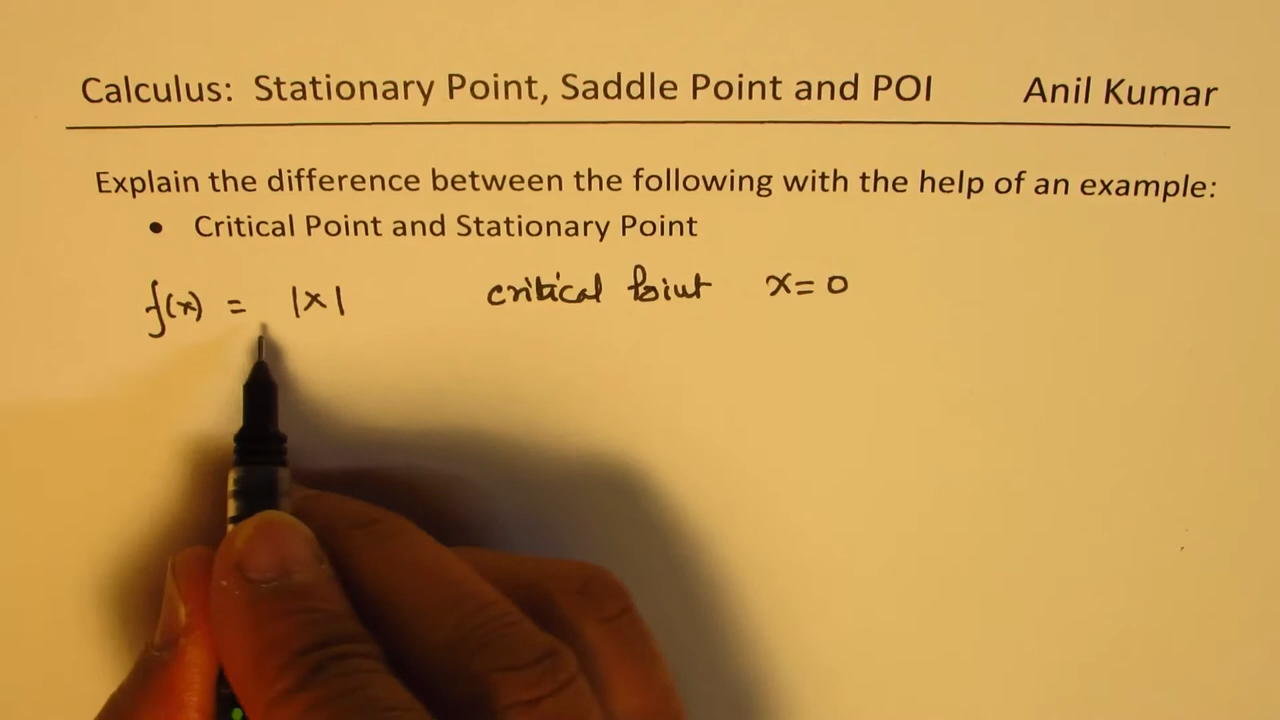 Calculus: Stationary Point, Saddle Point and POI Anil Kumar
Explain the difference between the following with the help of an example:
• Critical Point and Stationary Point
f(x) = |x| critical point x = 0